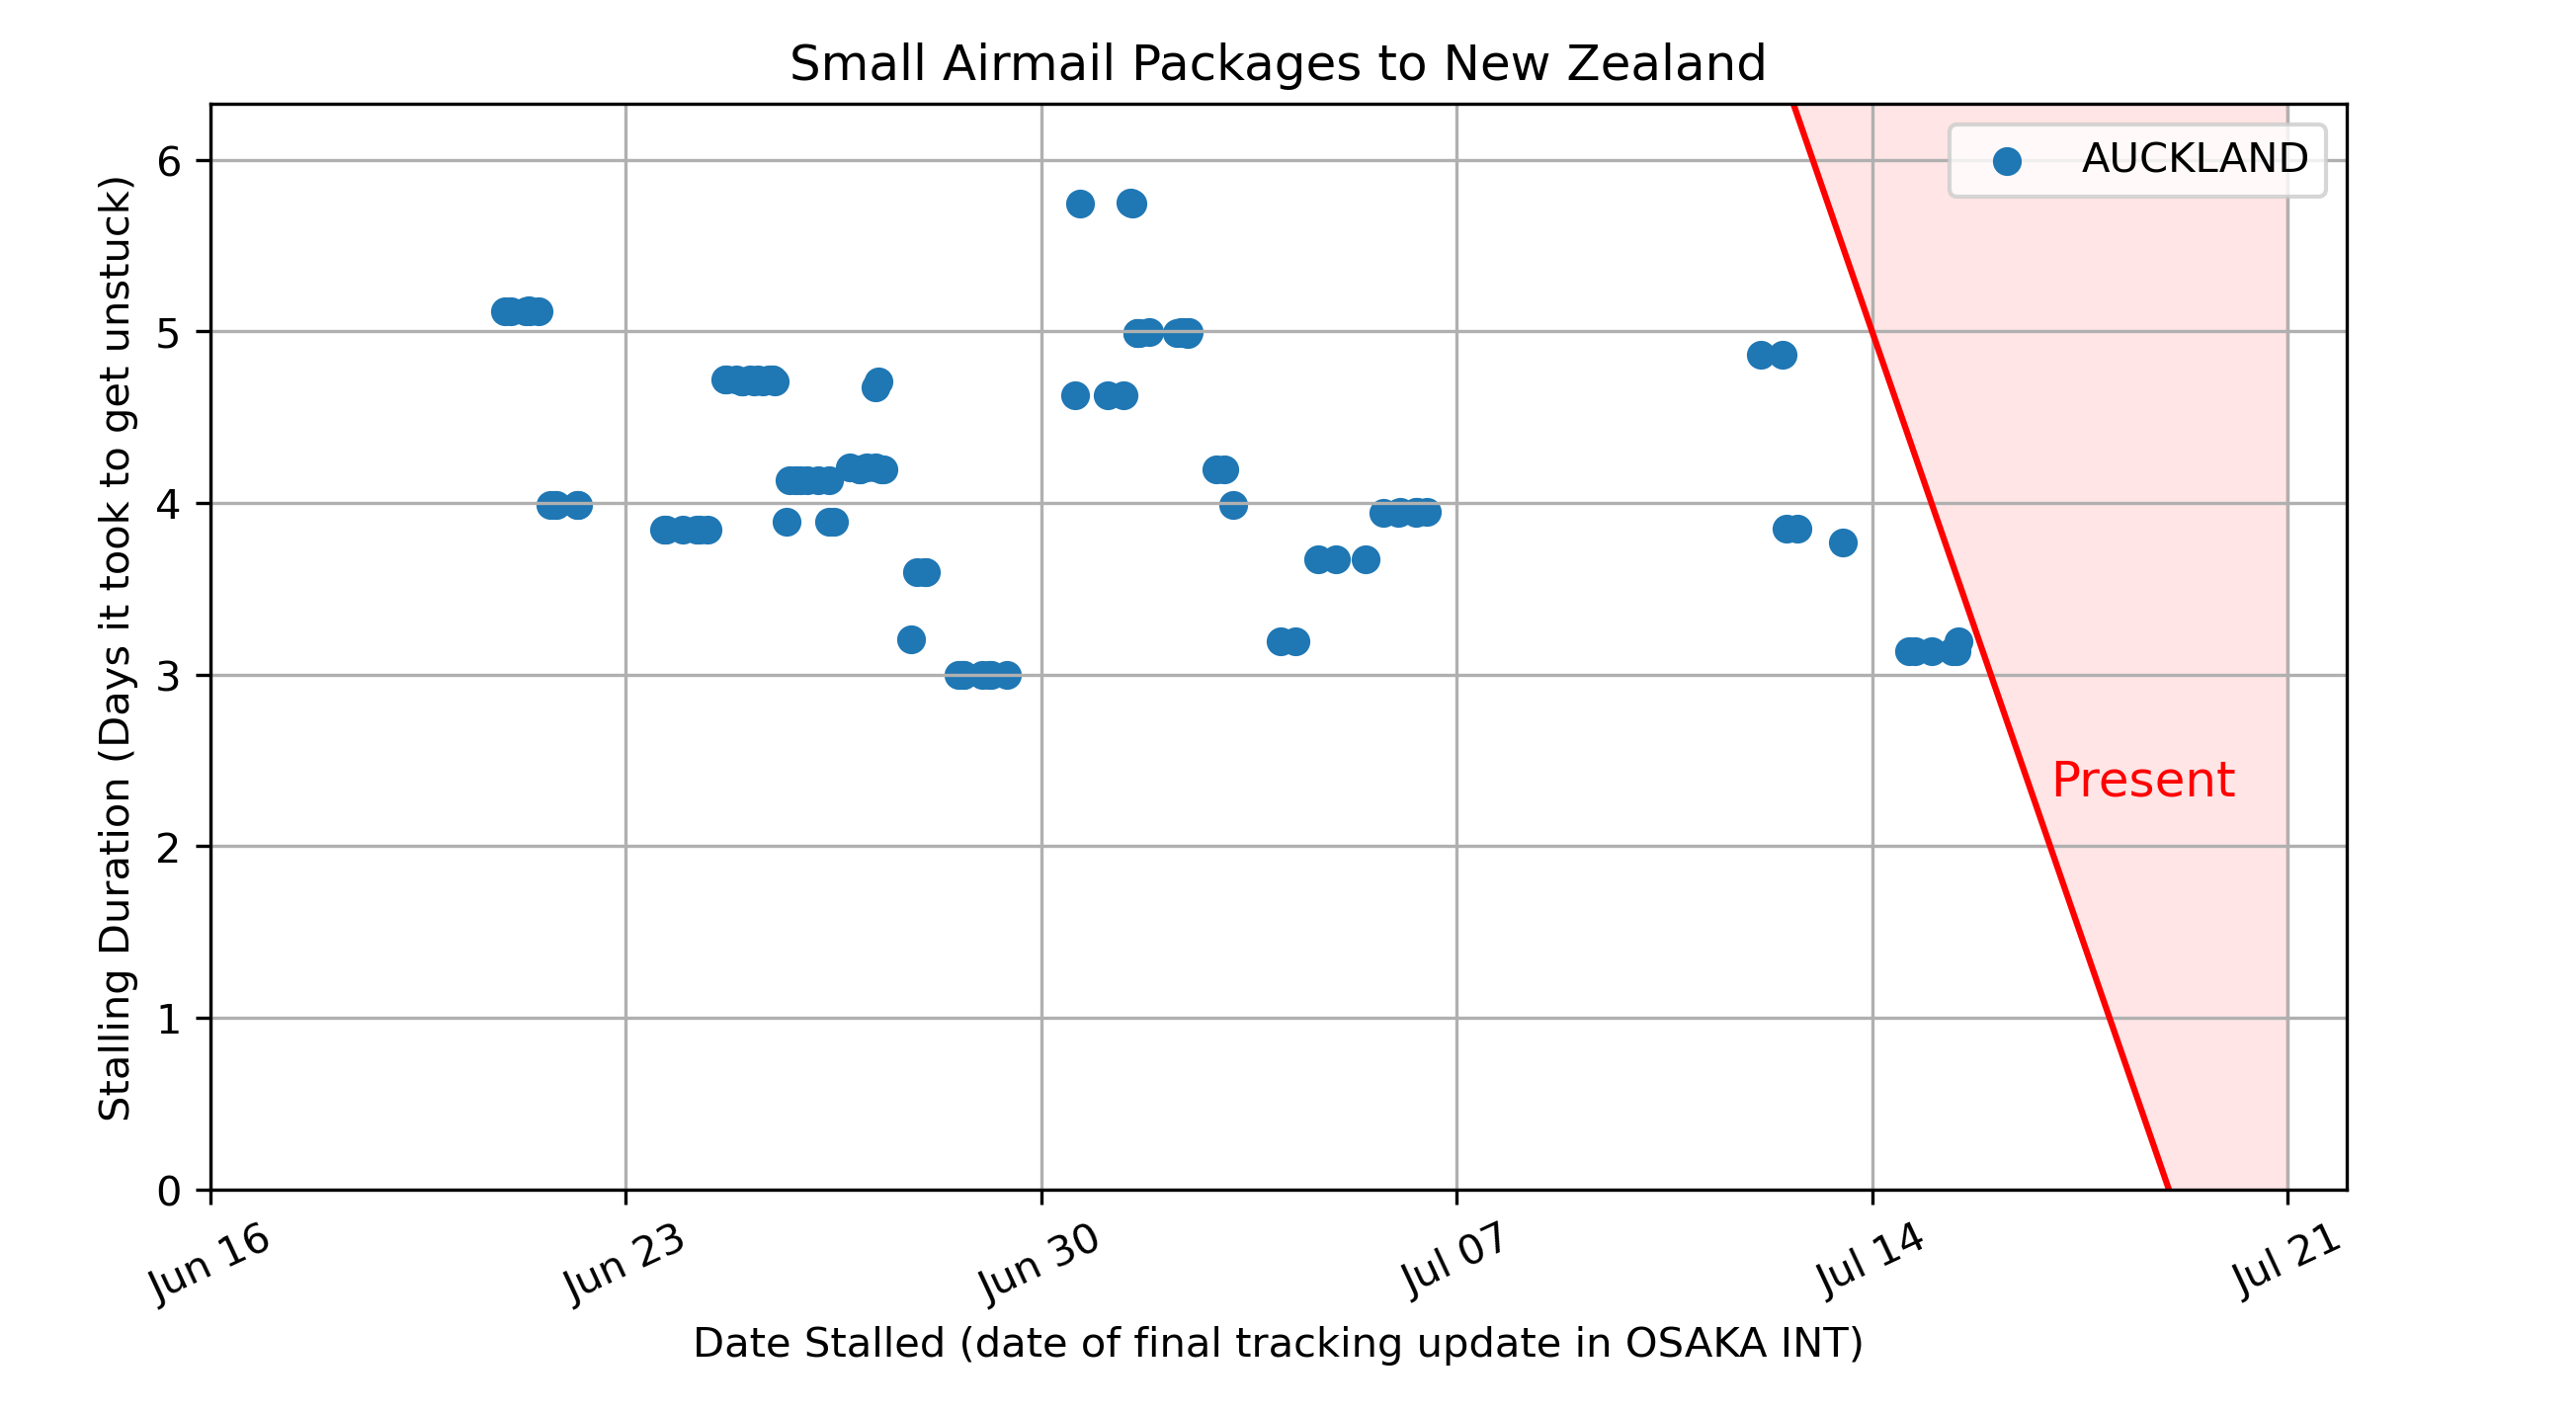 Small Airmail Packages to New Zealand
AUCKLAND
Stalling Duration (Days it took to get unstuck)
6
5
4
3
2
1
0
Present
Jun 16
Jun 23
Jun 30
Jul 07
Jul 14
Jul 21
Date Stalled (date of final tracking update in OSAKA INT)